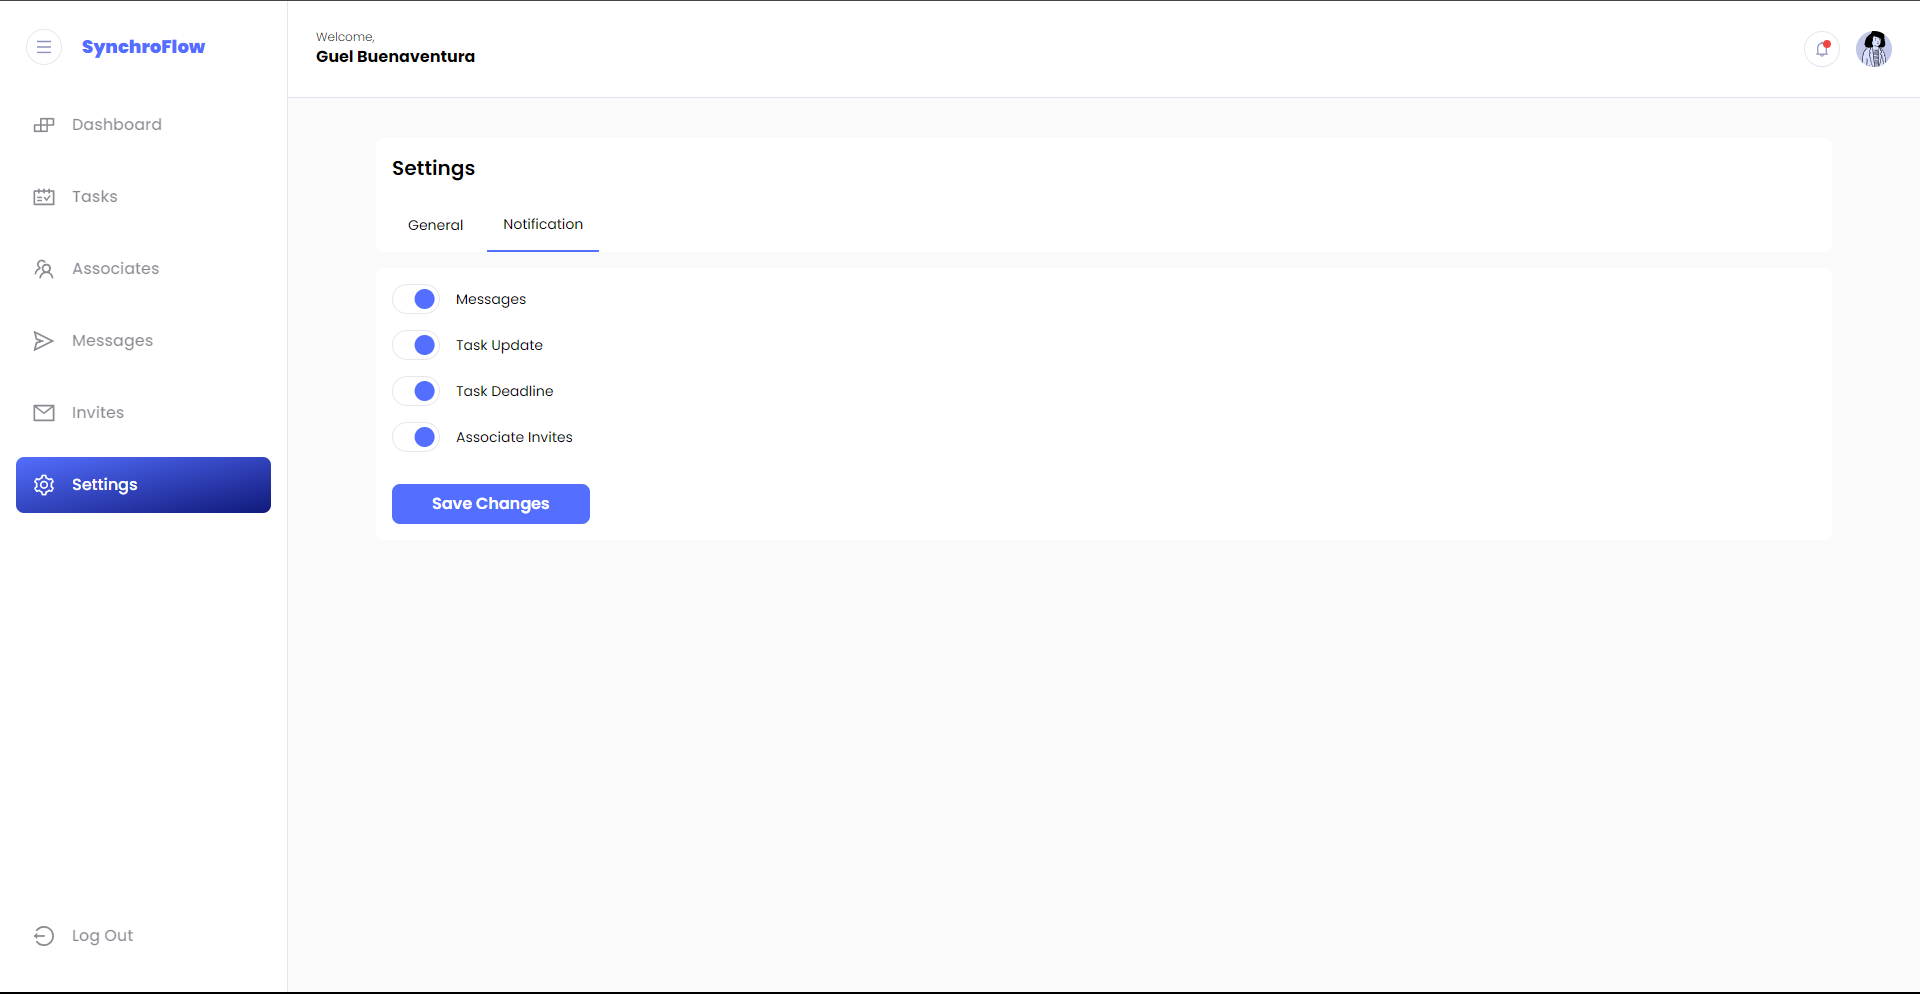 SynchroFlow
Welcome,
Guel Buenaventura
Dashboard
Tasks
Associates
Messages
Invites
Settings
Log Out
Settings
General
Notification
Messages
Task Update
Task Deadline
Associate Invites
Save Changes